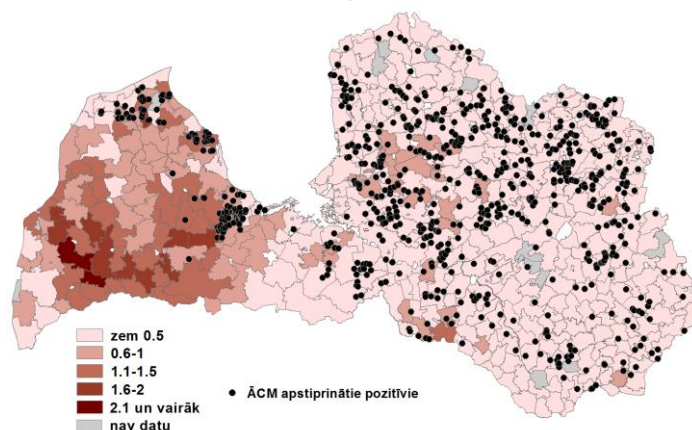 zem 0.5
0.6-1
1.1-1.5
1.6-2
2.1 un vairāk
nav datu
ĀCM apstiprinātie pozitīvie